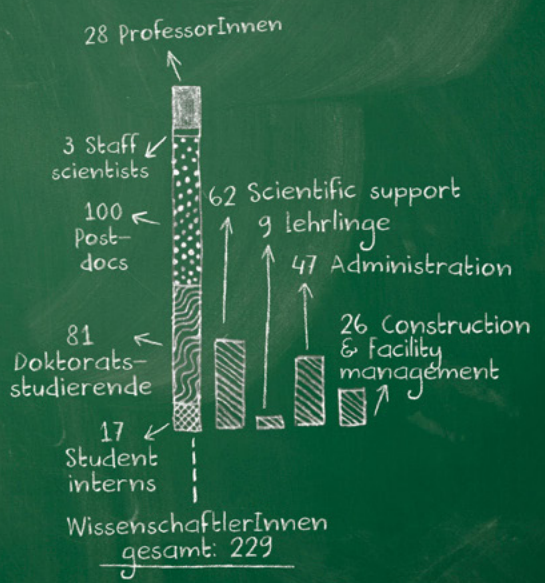 28 ProfessorInnen
3 Staff
scientists
62 Scientific support
100
Post-
docs
9 Lehrlinge
47 Administration
26 Construction
& Facility
management
81
Doktorats-
studierende
17
Student
interns
WissenschaftlerInnen
gesamt: 229